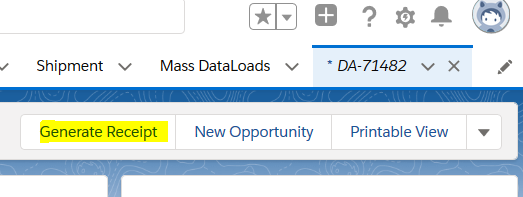 Shipment Mass DataLoads * DA-71482
Generate Receipt New Opportunity Printable View